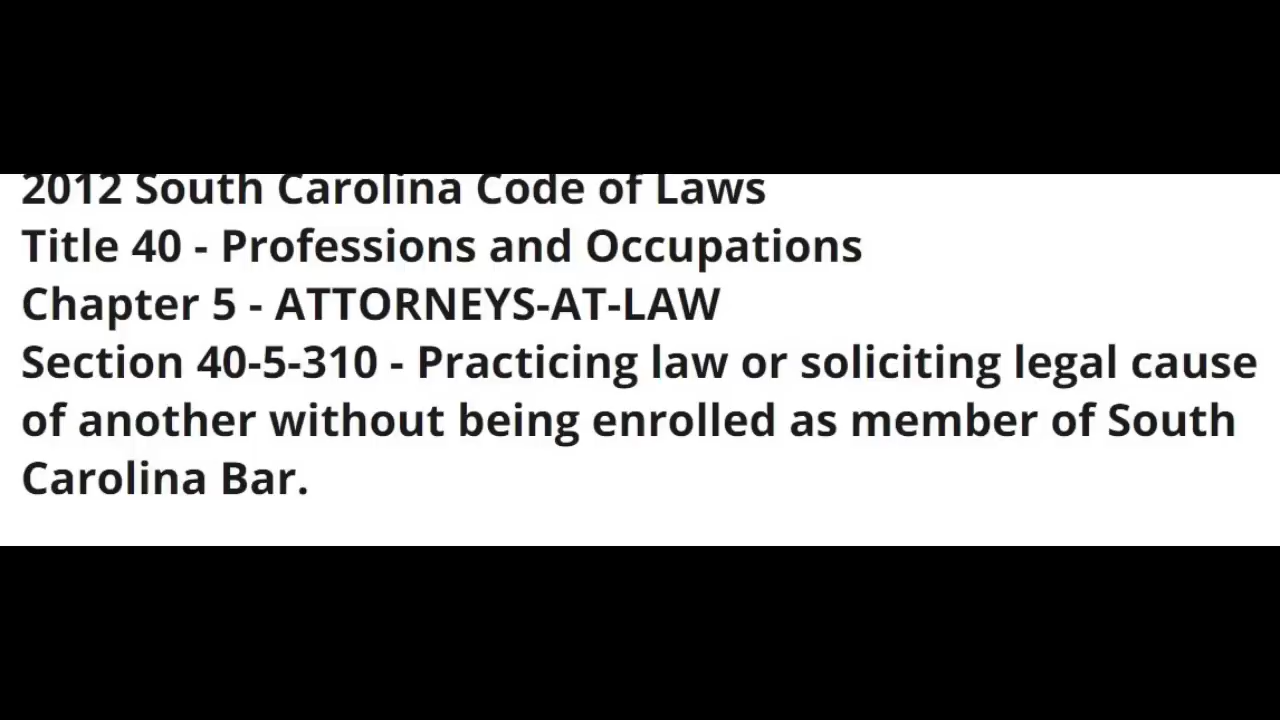 2012 South Carolina Code of Laws
Title 40 - Professions and Occupations
Chapter 5 - ATTORNEYS-AT-LAW
Section 40-5-310 - Practicing law or soliciting legal cause
of another without being enrolled as member of South
Carolina Bar.